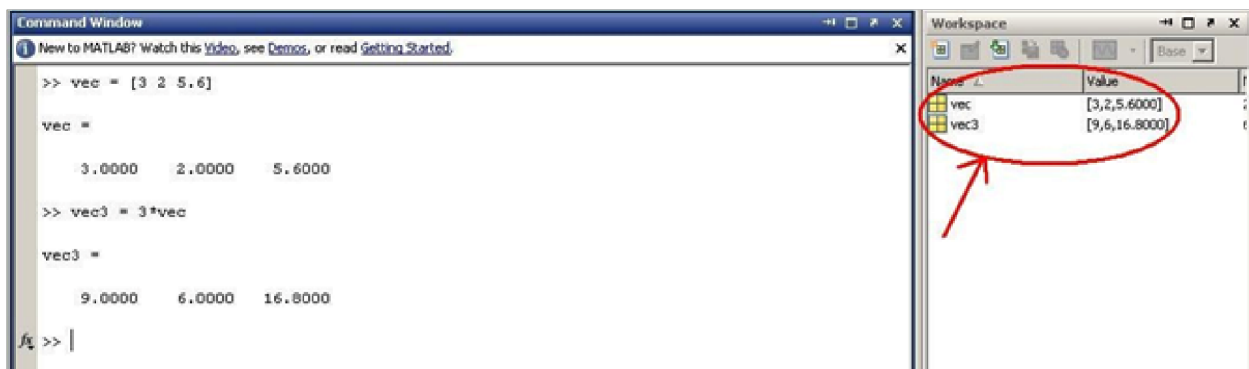 Command Window
New to MATLAB? Watch this Video, see Demos, or read Getting Started.
>> vec = [3 2 5.6]
vec =
3.0000 2.0000 5.6000
>> vec3 = 3*vec
vec3 =
9.0000 6.0000 16.8000
fx >>
Workspace
Base
Name Value
vec [3,2,5.6000]
vec3 [9,6,16.8000]